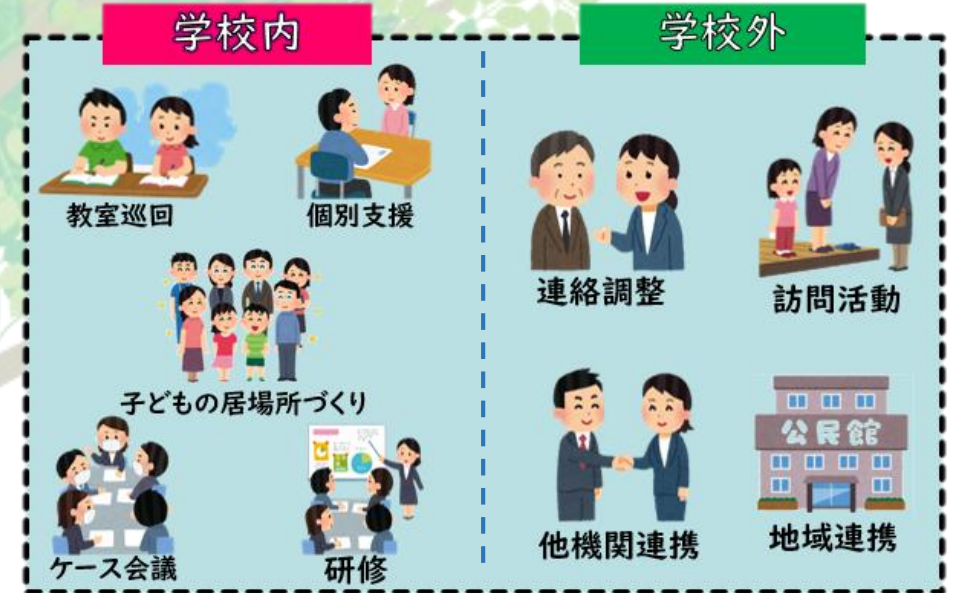 学校内
教室巡回
個別支援
子どもの居場所づくり
ケース会議
研修
学校外
連絡調整
訪問活動
他機関連携
公民館
地域連携